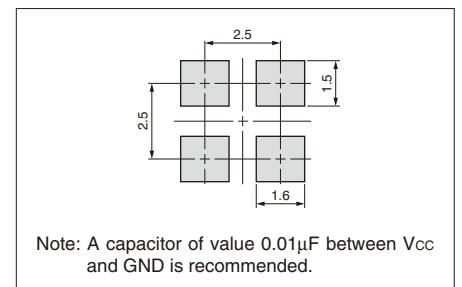 2.5
1.5
2.5
1.6
Note: A capacitor of value 0.01μF between Vcc
and GND is recommended.